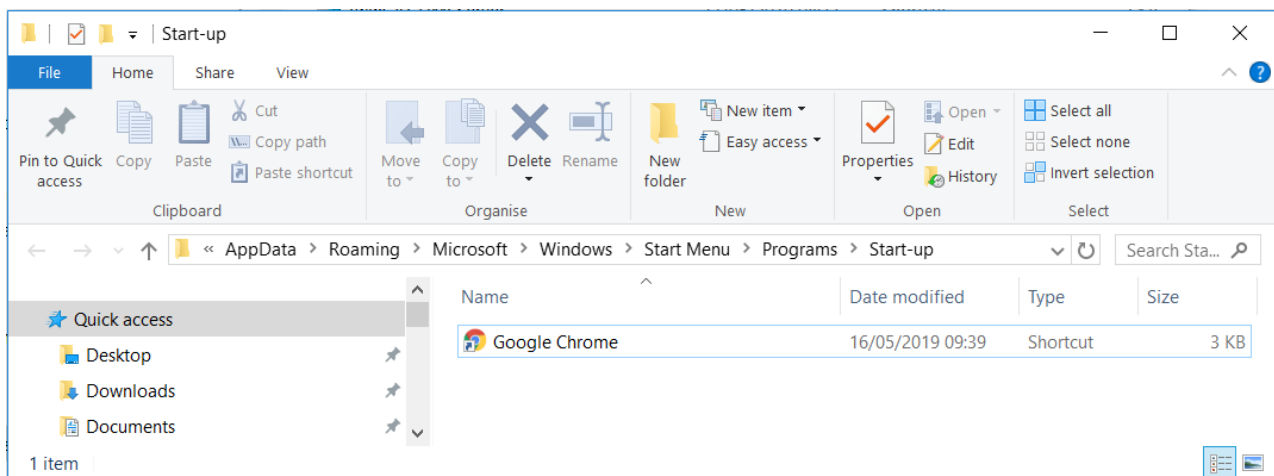 Start-up
File Home Share View
Pin to Quick access
Copy
Paste
Cut
Copy path
Paste shortcut
Clipboard
Move to
Copy to
Delete
Rename
Organise
New folder
New item
Easy access
New
Properties
Open
Edit
History
Open
Select all
Select none
Invert selection
Select
« AppData > Roaming > Microsoft > Windows > Start Menu > Programs > Start-up
Search Sta...
Name Date modified Type Size
Quick access
Google Chrome 16/05/2019 09:39 Shortcut 3 KB
Desktop
Downloads
Documents
1 item